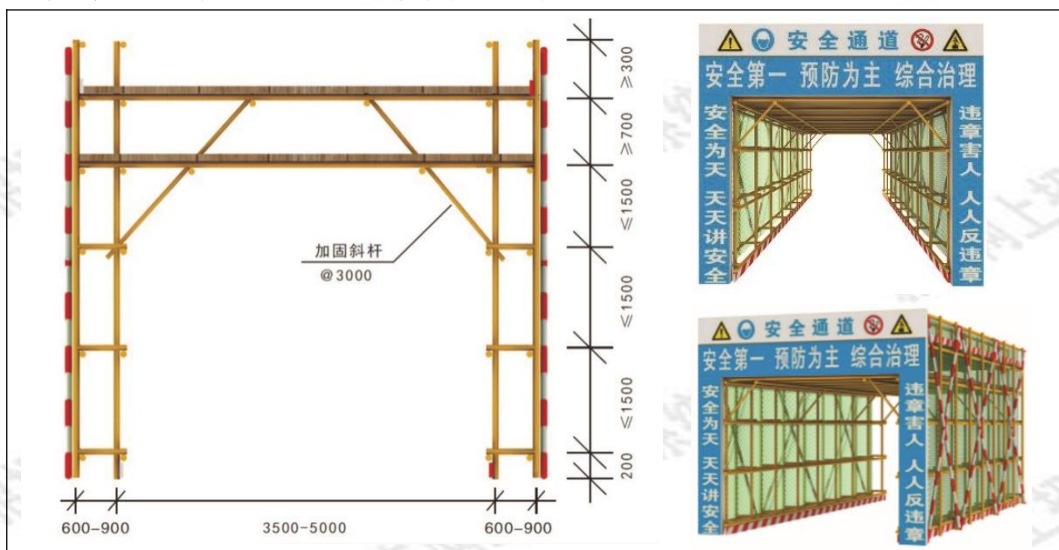 加固斜杆
@3000
≥300
≥700
≤1500
≤1500
≤1500
200
600-900
3500-5000
600-900
安全通道
安全第一 预防为主 综合治理
安全为天 天天讲安全
违章害人 人人反违章
安全通道
安全第一 预防为主 综合治理
安全为天 天天讲安全
违章害人 人人反违章